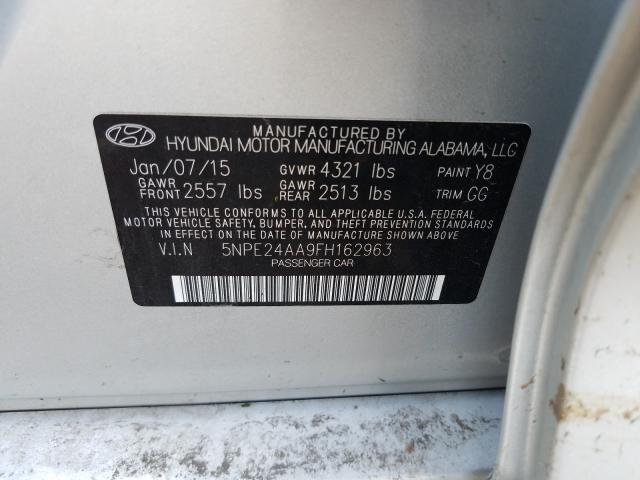 MANUFACTURED BY
HYUNDAI MOTOR MANUFACTURING ALABAMA, LLC
Jan/07/15 GVWR 4321 lbs PAINT Y8
GAWR FRONT 2557 lbs GAWR REAR 2513 lbs TRIM GG
THIS VEHICLE CONFORMS TO ALL APPLICABLE U.S.A. FEDERAL
MOTOR VEHICLE SAFETY, BUMPER, AND THEFT PREVENTION STANDARDS
IN EFFECT ON THE DATE OF MANUFACTURE SHOWN ABOVE
V.I.N 5NPE24AA9FH162963
PASSENGER CAR